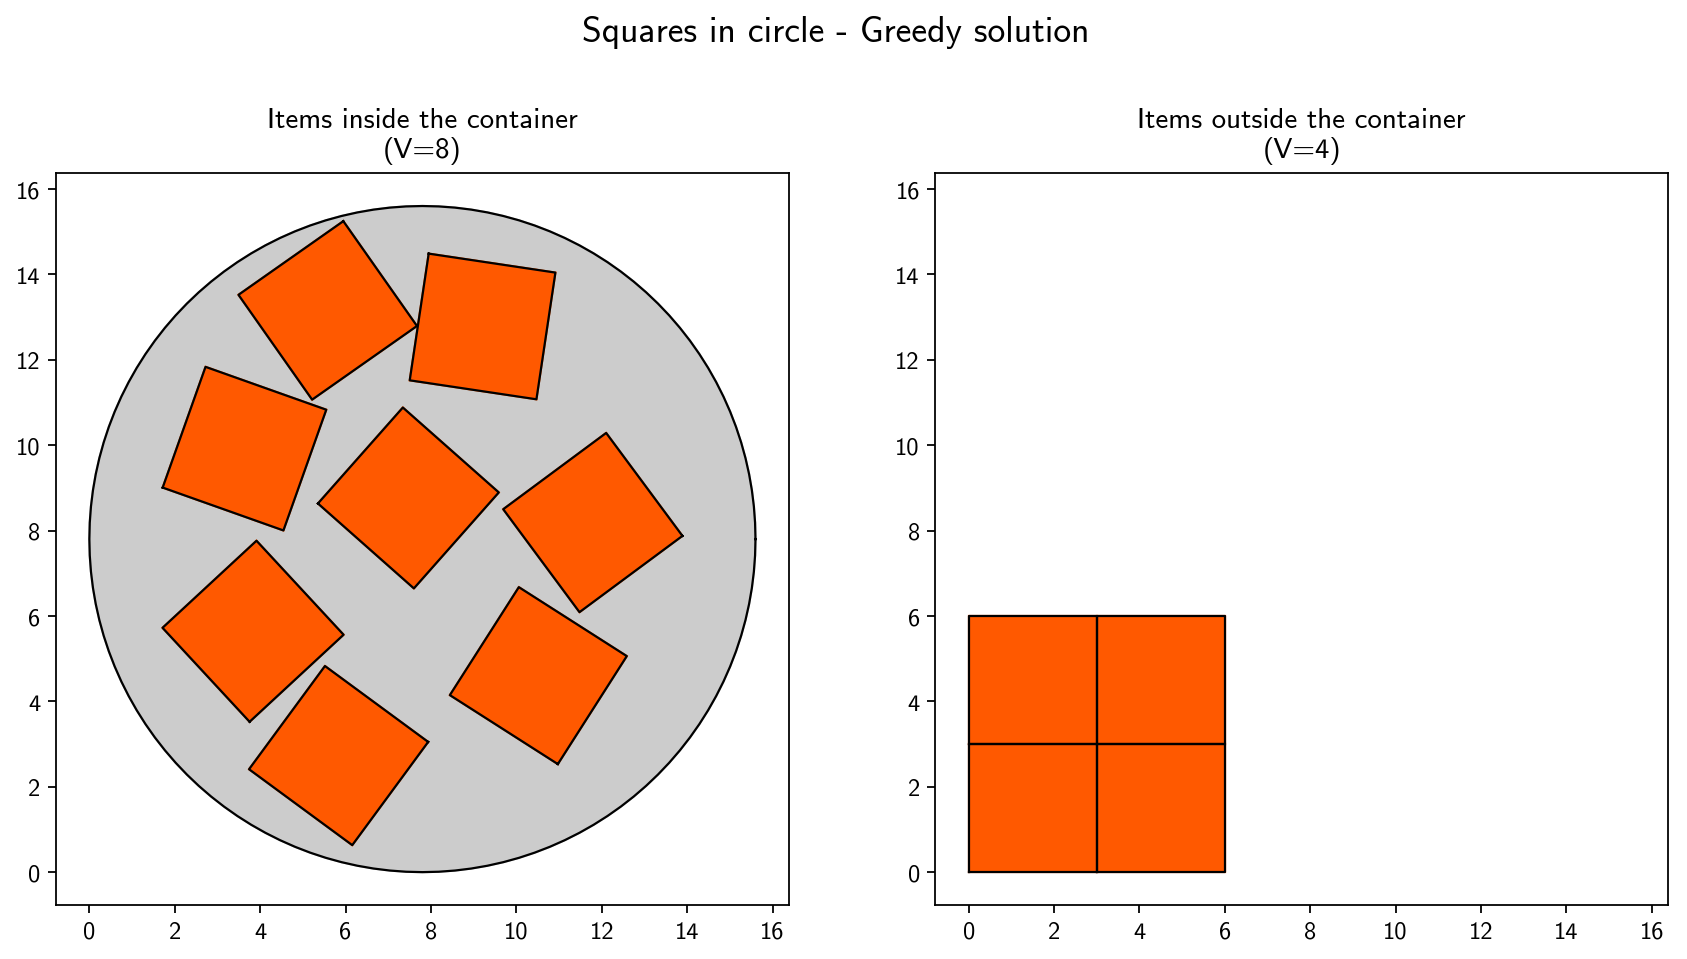 Squares in circle - Greedy solution
Items inside the container
(V=8)
16
14
12
10
8
6
4
2
0
0 2 4 6 8 10 12 14 16
Items outside the container
(V=4)
16
14
12
10
8
6
4
2
0
0 2 4 6 8 10 12 14 16